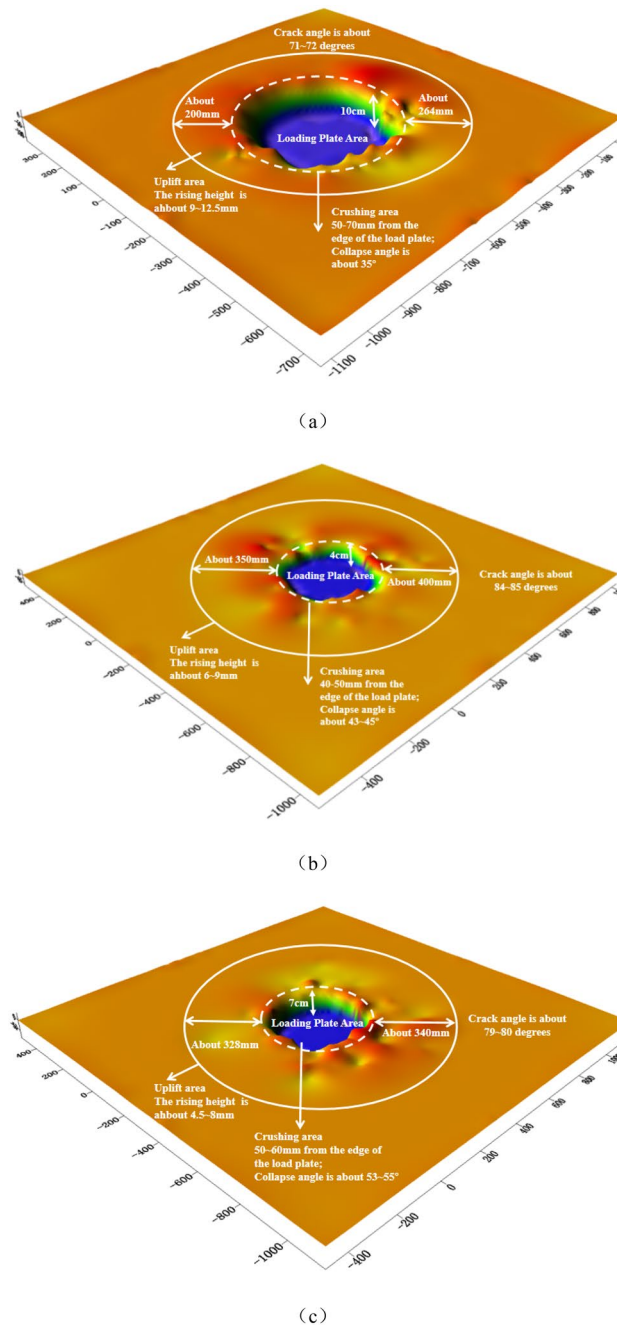 Crack angle is about
71~72 degrees
About
200mm
10cm
About
264mm
Loading Plate Area
Uplift area
The rising height is
ahbout 9~12.5mm
Crushing area
50-70mm from the
edge of the load plate;
Collapse angle is
about 35°
300
200
100
0
-100
-200
-300
-400
-500
-600
-700
-1100
-1000
-900
-800
-700
-600
-500
-400
(a)
4cm
About 350mm
Loading Plate Area
About 400mm
Crack angle is about
84~85 degrees
Uplift area
The rising height is
ahbout 6~9mm
Crushing area
40-50mm from the
edge of the load plate;
Collapse angle is
about 43~45°
400
200
0
-200
-400
-600
-800
-1000
-400
-200
0
200
400
600
800
(b)
7cm
Loading Plate Area
Crack angle is about
79~80 degrees
About 328mm
About 340mm
Uplift area
The rising height is
ahbout 4.5~8mm
Crushing area
50~60mm from the edge of
the load plate;
Collapse angle is about 53~55°
400
200
0
-200
-400
-600
-800
-1000
-400
-200
0
200
400
600
800
(c)